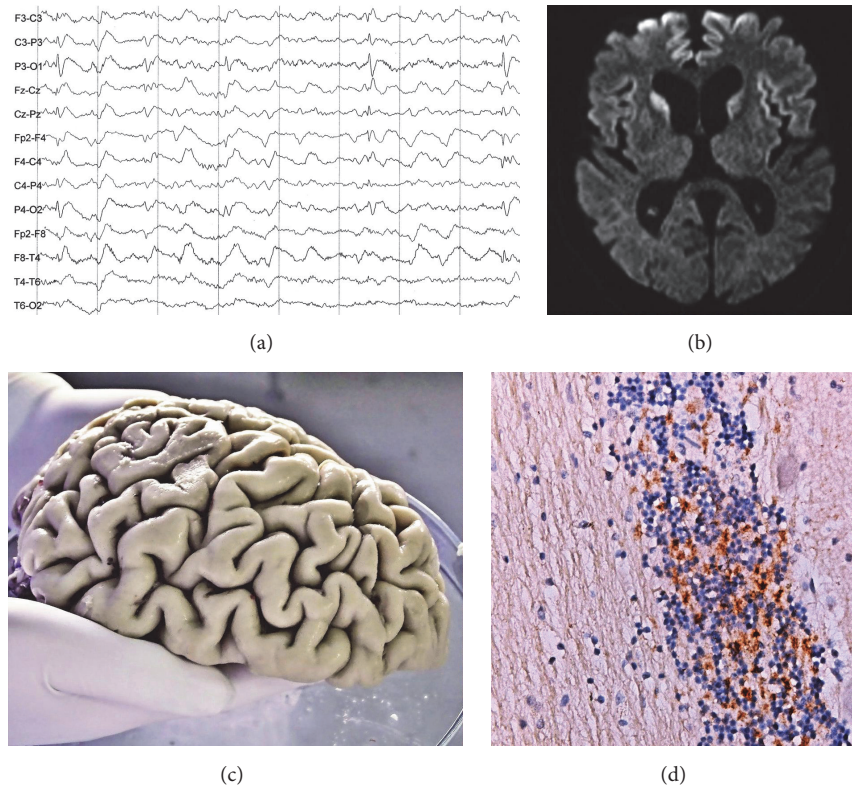 F3-C3
C3-P3
P3-O1
Fz-Cz
Cz-Pz
Fp2-F4
F4-C4
C4-P4
P4-O2
Fp2-F8
F8-T4
T4-T6
T6-O2
(a)
(b)
(c)
(d)